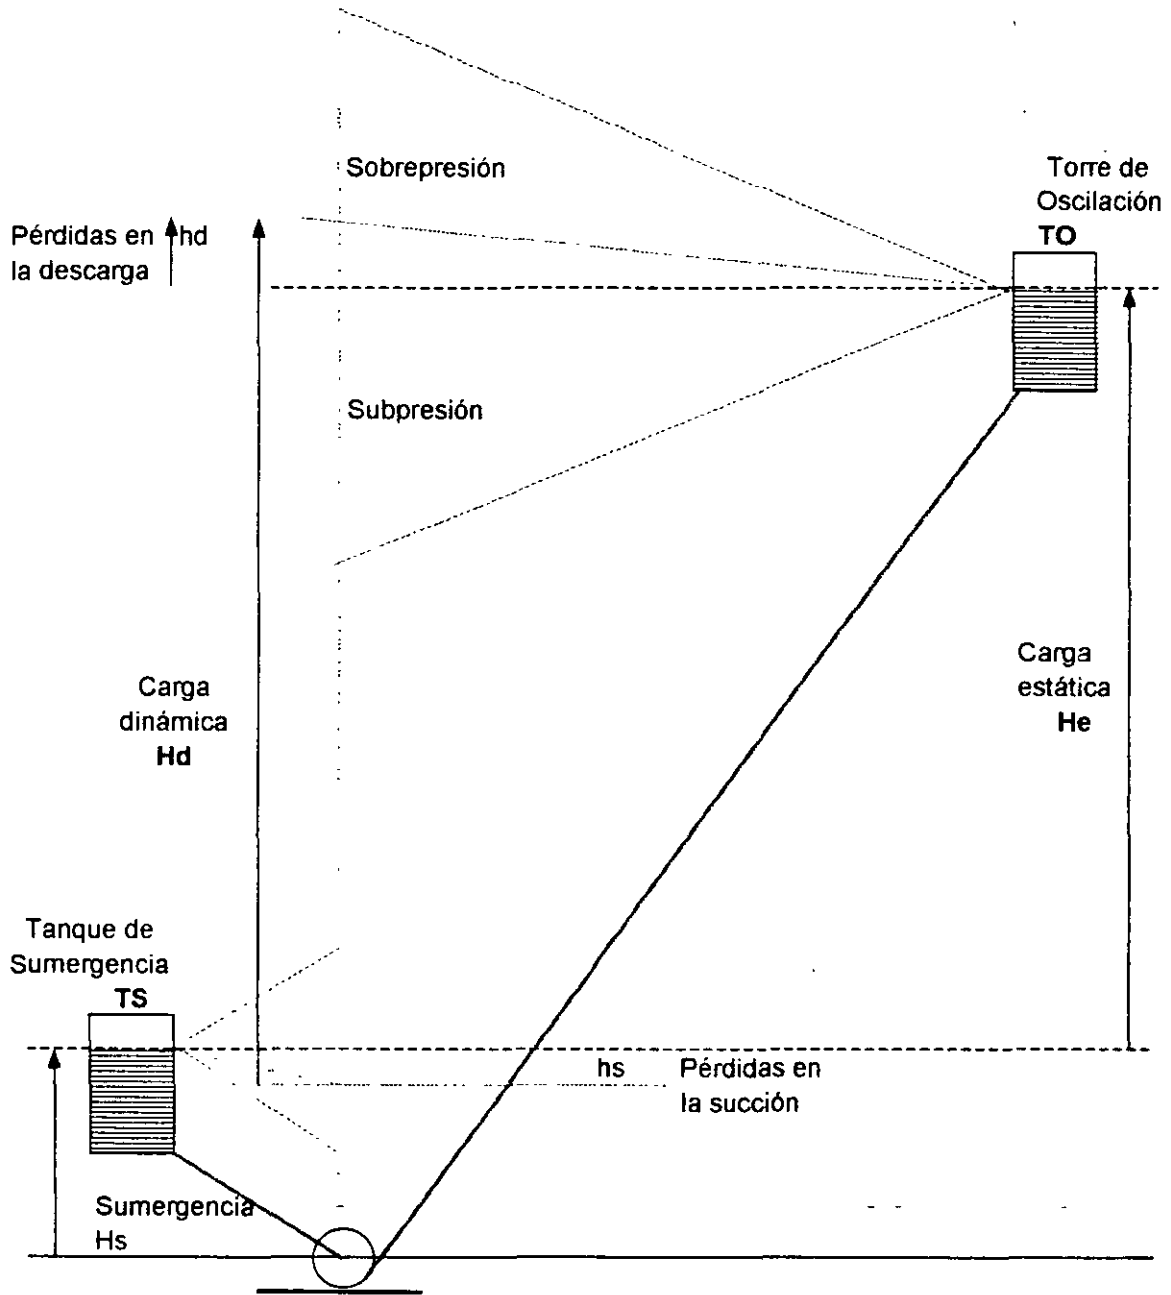 Sobrepresión
Torre de
Oscilación
TO
Pérdidas en
la descarga
hd
Subpresión
Carga
dinámica
Hd
Carga
estática
He
Tanque de
Sumergencia
TS
hs
Pérdidas en
la succión
Sumergencia
Hs